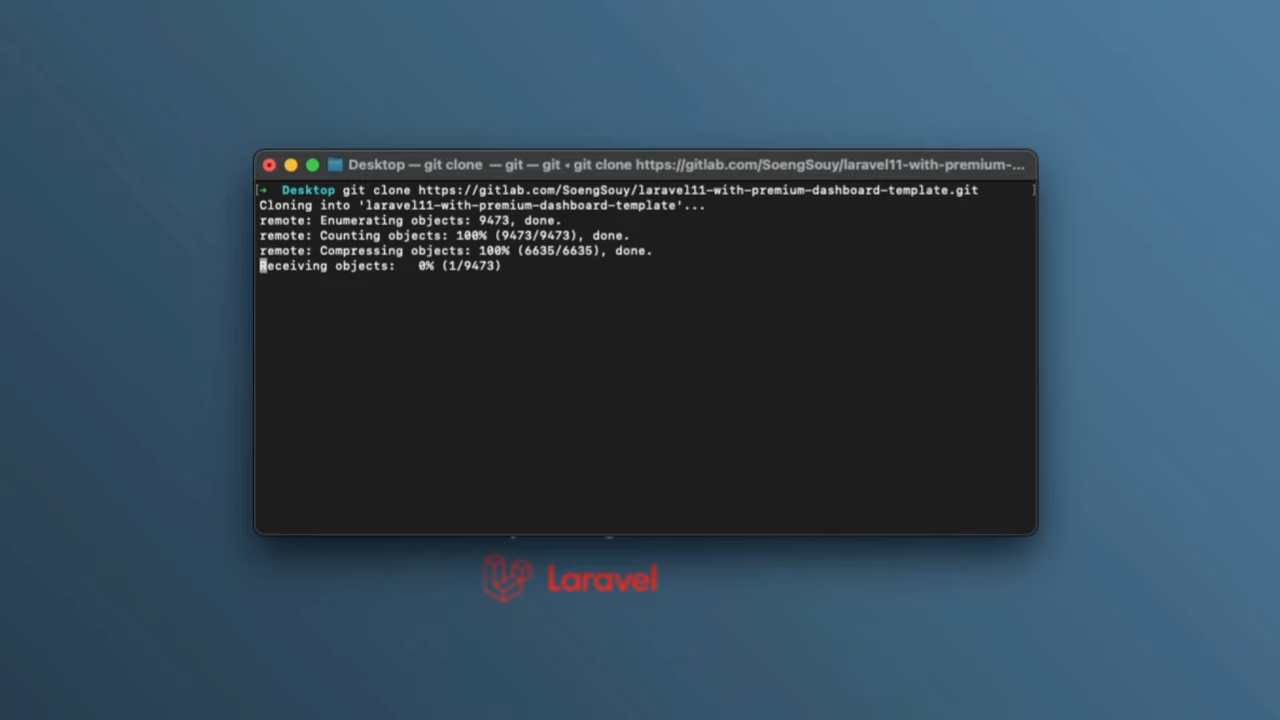 Desktop — git clone — git — git ◂ git clone https://gitlab.com/SoengSouy/laravel11-with-premium-...
[➜ Desktop git clone https://gitlab.com/SoengSouy/laravel11-with-premium-dashboard-template.git ]
Cloning into 'laravel11-with-premium-dashboard-template'...
remote: Enumerating objects: 9473, done.
remote: Counting objects: 100% (9473/9473), done.
remote: Compressing objects: 100% (6635/6635), done.
Receiving objects:   0% (1/9473)
Laravel